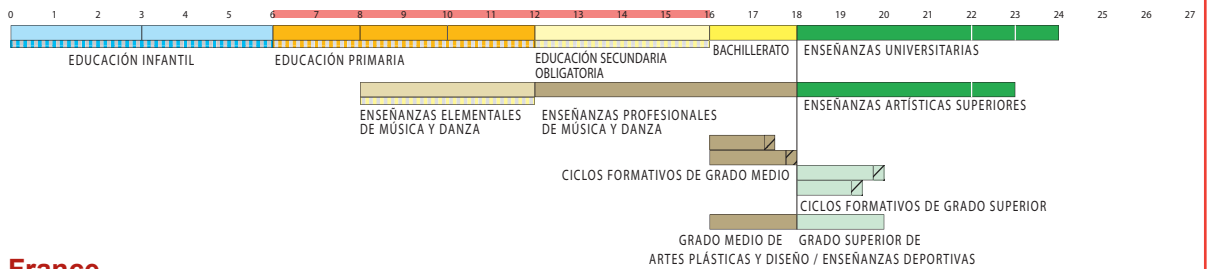 0 1 2 3 4 5 6 7 8 9 10 11 12 13 14 15 16 17 18 19 20 21 22 23 24 25 26 27
EDUCACIÓN INFANTIL EDUCACIÓN PRIMARIA EDUCACIÓN SECUNDARIA BACHILLERATO ENSEÑANZAS UNIVERSITARIAS
OBLIGATORIA
ENSEÑANZAS ELEMENTALES ENSEÑANZAS PROFESIONALES ENSEÑANZAS ARTÍSTICAS SUPERIORES
DE MÚSICA Y DANZA DE MÚSICA Y DANZA
CICLOS FORMATIVOS DE GRADO MEDIO
CICLOS FORMATIVOS DE GRADO SUPERIOR
GRADO MEDIO DE GRADO SUPERIOR DE
ARTES PLÁSTICAS Y DISEÑO / ENSEÑANZAS DEPORTIVAS
France